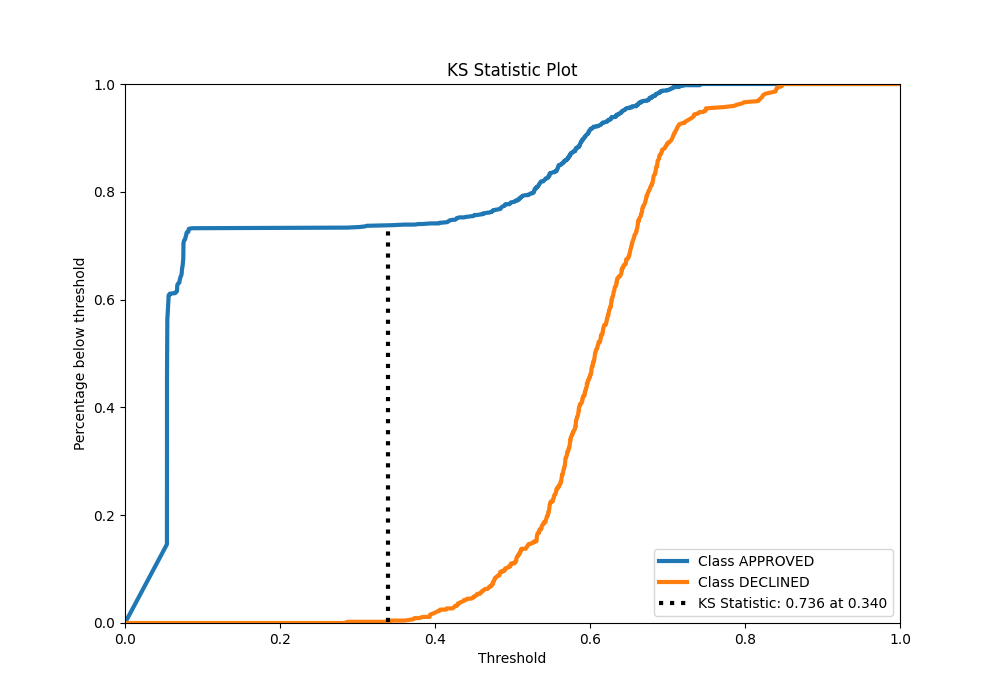 KS Statistic Plot
Percentage below threshold
1.0
0.8
0.6
0.4
0.2
0.0
0.0 0.2 0.4 0.6 0.8 1.0
Threshold
Class APPROVED
Class DECLINED
KS Statistic: 0.736 at 0.340